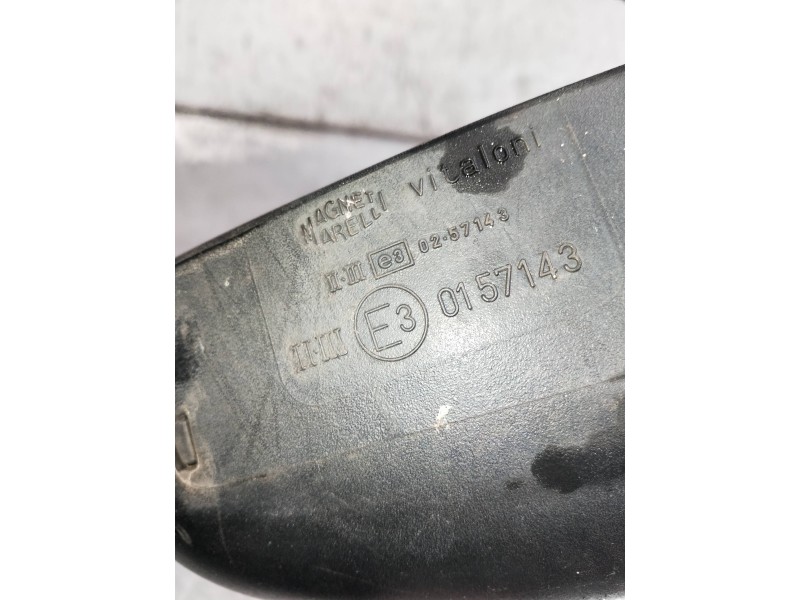 MAGNETI
MARELLI vitaloni
II·III e3 02-57143
II·III E3 0157143